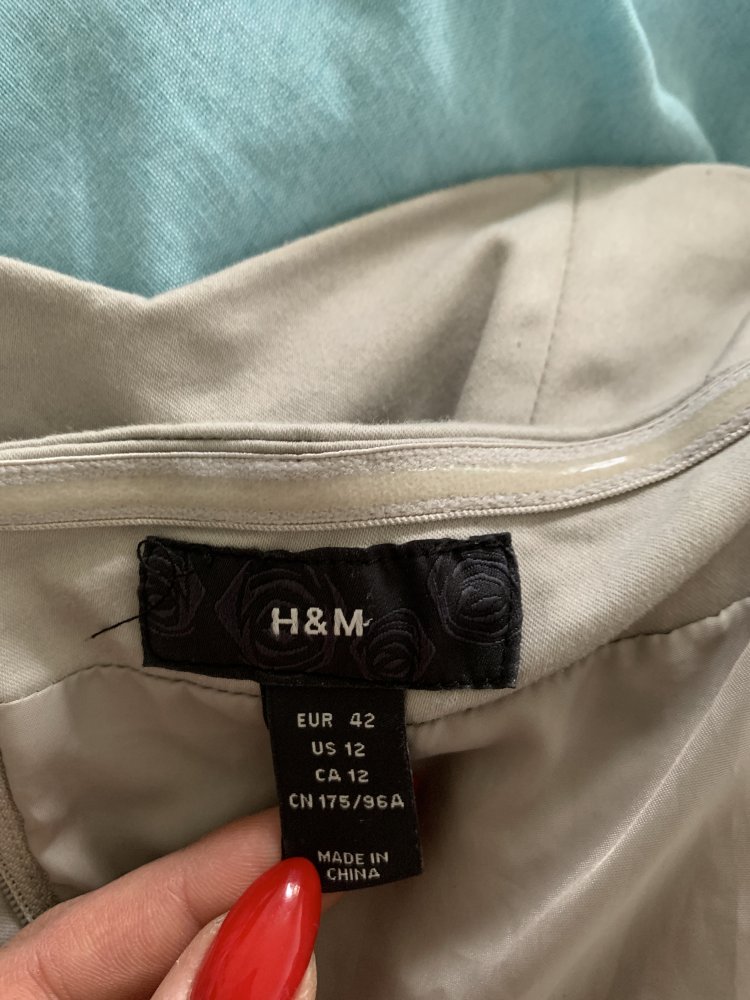 H&M
EUR 42
US 12
CA 12
CN 175/96A
MADE IN
CHINA